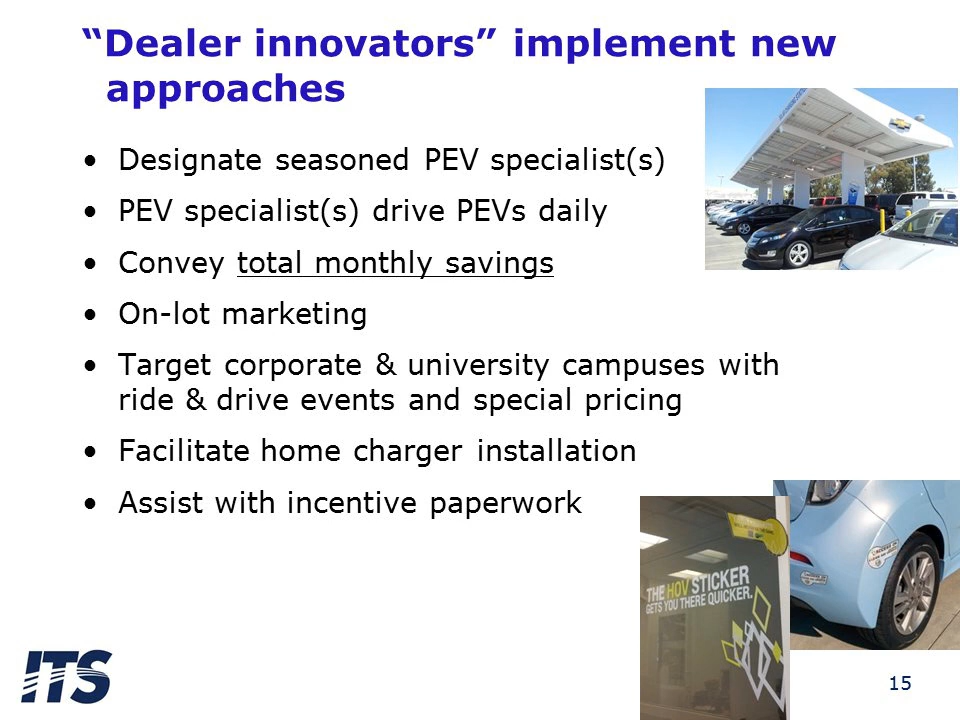 “Dealer innovators” implement new
approaches
• Designate seasoned PEV specialist(s)
• PEV specialist(s) drive PEVs daily
• Convey total monthly savings
• On-lot marketing
• Target corporate & university campuses with
ride & drive events and special pricing
• Facilitate home charger installation
• Assist with incentive paperwork
THE HOV STICKER
GETS YOU THERE QUICKER.
ITS
15